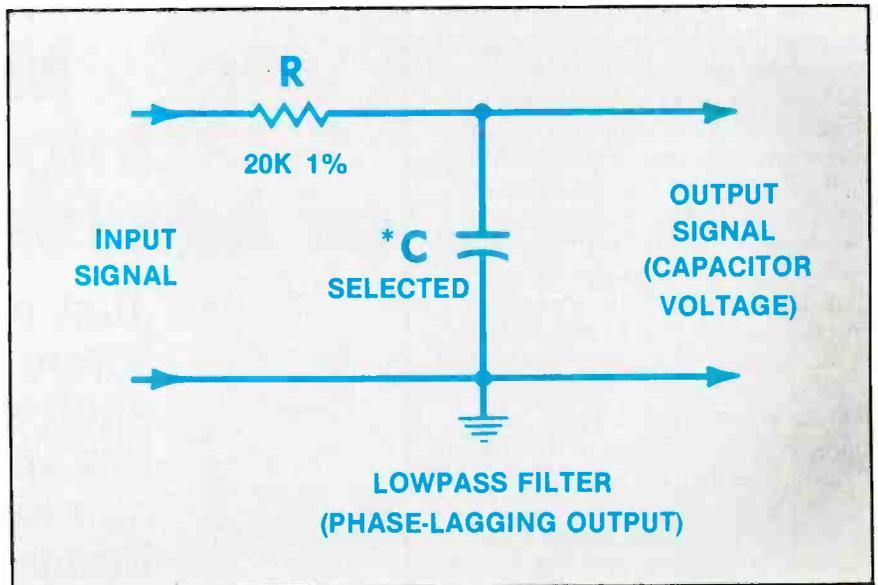 R
20K 1%
INPUT
SIGNAL
*C
SELECTED
OUTPUT
SIGNAL
(CAPACITOR
VOLTAGE)
LOWPASS FILTER
(PHASE-LAGGING OUTPUT)